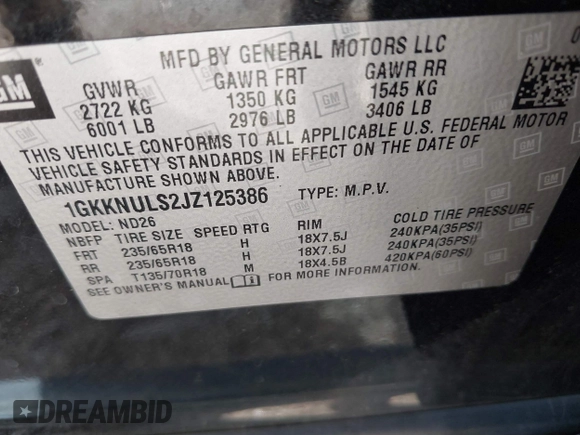 MFD BY GENERAL MOTORS LLC
GM
GVWR GAWR FRT GAWR RR
2722 KG 1350 KG 1545 KG
6001 LB 2976 LB 3406 LB
THIS VEHICLE CONFORMS TO ALL APPLICABLE U.S. FEDERAL MOTOR
VEHICLE SAFETY STANDARDS IN EFFECT ON THE DATE OF
MANUFACTURE SHOWN ABOVE.
1GKKNULS2JZ125386 TYPE: M.P.V.
MODEL: ND26
NBFP TIRE SIZE SPEED RTG RIM COLD TIRE PRESSURE
FRT 235/65R18 H 18X7.5J 240KPA(35PSI)
RR 235/65R18 H 18X7.5J 240KPA(35PSI)
SPA T135/70R18 M 18X4.5B 420KPA(60PSI)
SEE OWNER'S MANUAL
DREAMBID